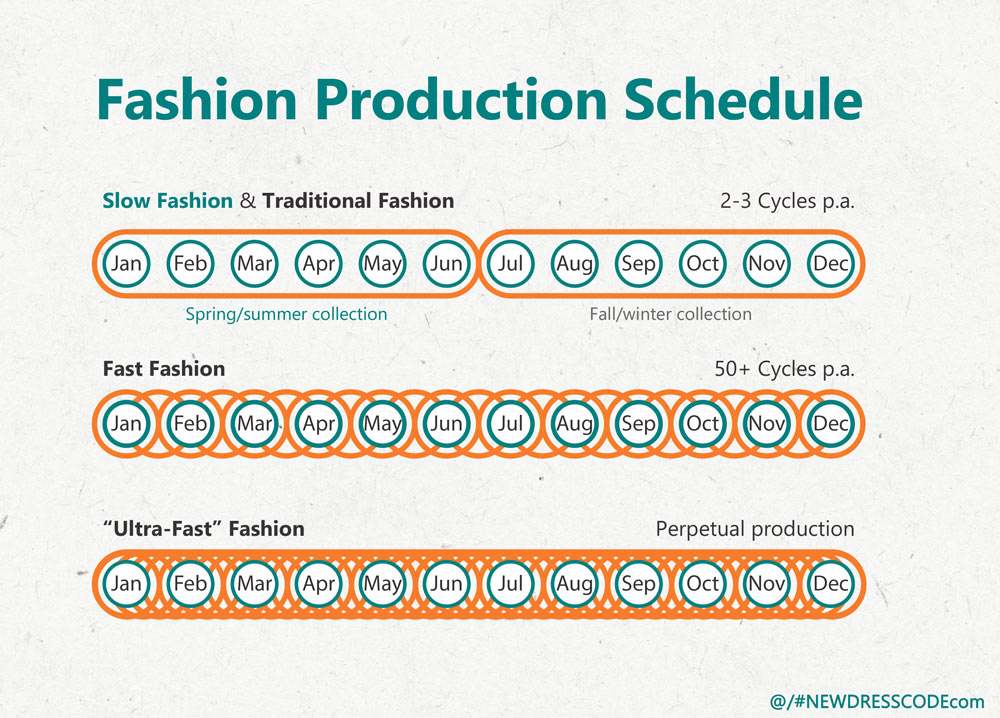 Fashion Production Schedule
Slow Fashion & Traditional Fashion 2-3 Cycles p.a.
Jan Feb Mar Apr May Jun Jul Aug Sep Oct Nov Dec
Spring/summer collection Fall/winter collection
Fast Fashion 50+ Cycles p.a.
Jan Feb Mar Apr May Jun Jul Aug Sep Oct Nov Dec
“Ultra-Fast” Fashion Perpetual production
Jan Feb Mar Apr May Jun Jul Aug Sep Oct Nov Dec
@/#NEWDRESSCODEcom